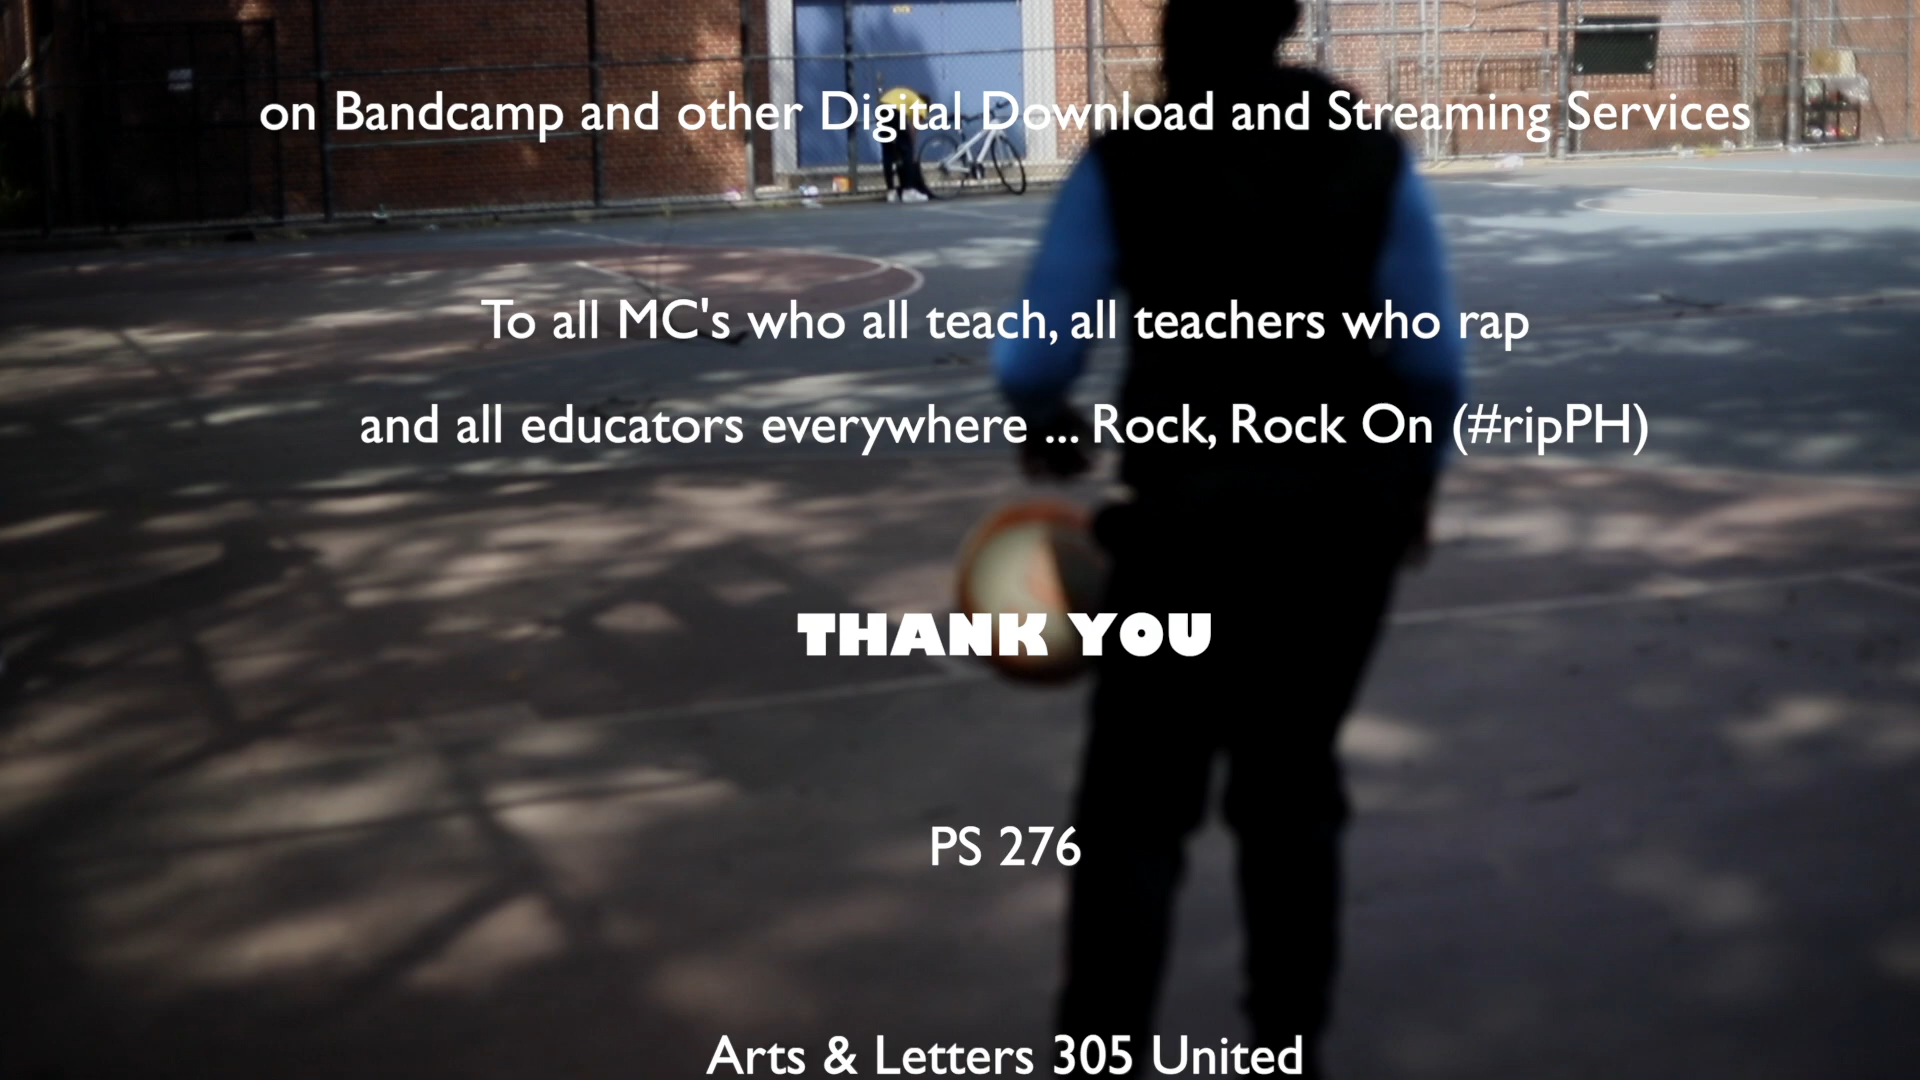 on Bandcamp and other Digital Download and Streaming Services
To all MC's who all teach, all teachers who rap
and all educators everywhere ... Rock, Rock On (#ripPH)
THANK YOU
PS 276
Arts & Letters 305 United